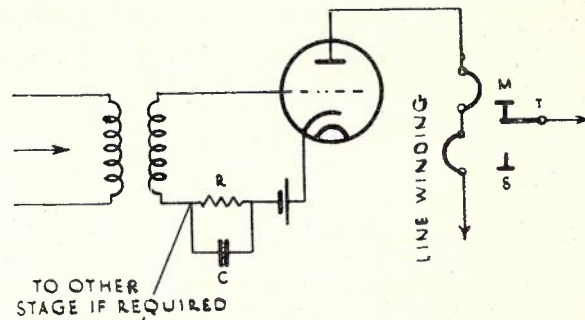 M
T
LINE WINDING
S
R
C
TO OTHER
STAGE IF REQUIRED